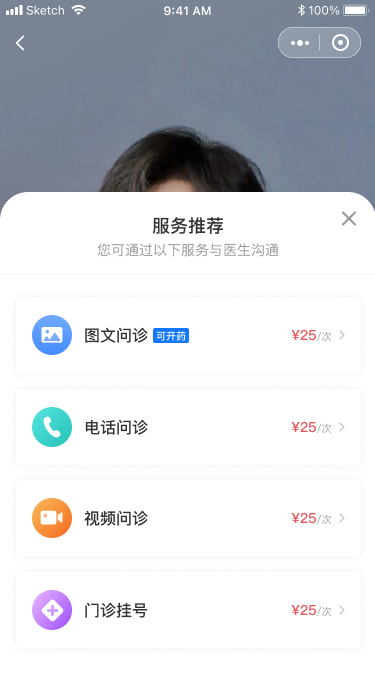 Sketch 9:41 AM 100%
服务推荐
您可通过以下服务与医生沟通
图文问诊 可开药 ¥25/次
电话问诊 ¥25/次
视频问诊 ¥25/次
门诊挂号 ¥25/次